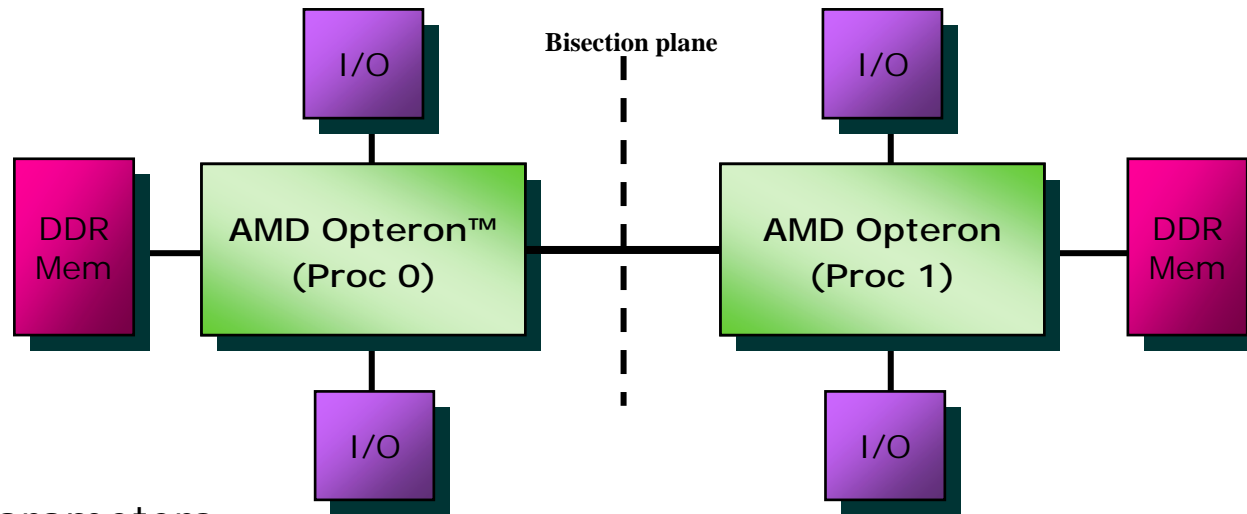 I/O
Bisection plane
I/O
DDR
Mem
AMD Opteron™
(Proc 0)
AMD Opteron
(Proc 1)
DDR
Mem
I/O
I/O